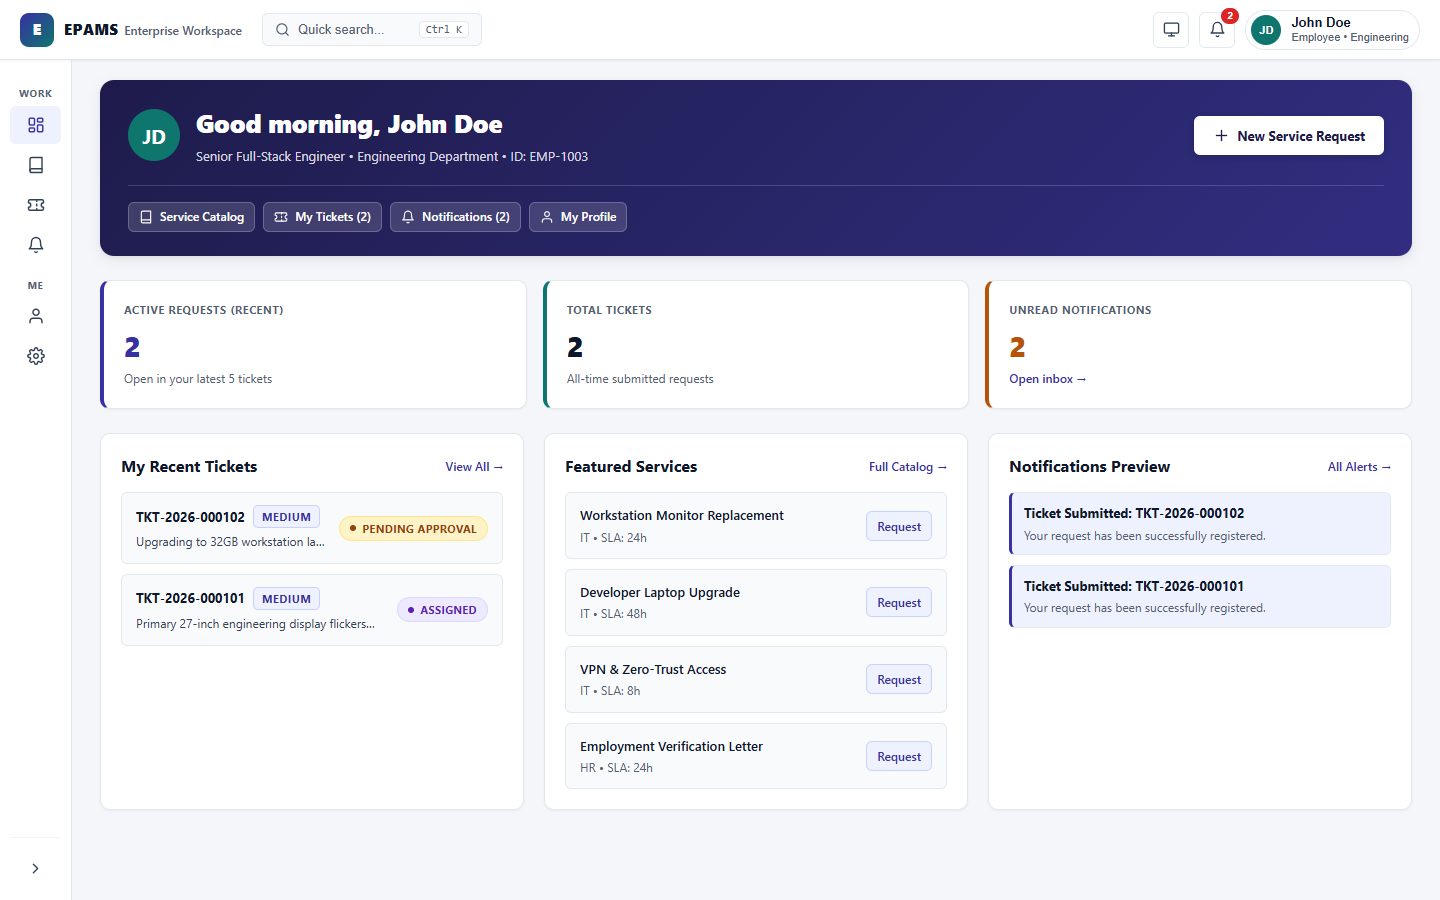 E EPAMS Enterprise Workspace Quick search... Ctrl K 2 JD John Doe
Employee • Engineering
WORK
ME
JD Good morning, John Doe
Senior Full-Stack Engineer • Engineering Department • ID: EMP-1003
New Service Request
Service Catalog My Tickets (2) Notifications (2) My Profile
ACTIVE REQUESTS (RECENT)
2
Open in your latest 5 tickets
TOTAL TICKETS
2
All-time submitted requests
UNREAD NOTIFICATIONS
2
Open inbox →
My Recent Tickets View All →
TKT-2026-000102 MEDIUM PENDING APPROVAL
Upgrading to 32GB workstation la...
TKT-2026-000101 MEDIUM ASSIGNED
Primary 27-inch engineering display flickers...
Featured Services Full Catalog →
Workstation Monitor Replacement
IT • SLA: 24h
Request
Developer Laptop Upgrade
IT • SLA: 48h
Request
VPN & Zero-Trust Access
IT • SLA: 8h
Request
Employment Verification Letter
HR • SLA: 24h
Request
Notifications Preview All Alerts →
Ticket Submitted: TKT-2026-000102
Your request has been successfully registered.
Ticket Submitted: TKT-2026-000101
Your request has been successfully registered.